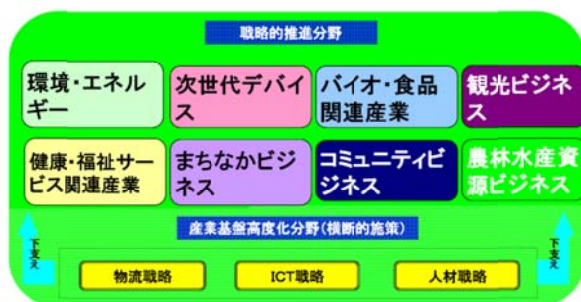 戦略的推進分野
環境・エネル
ギー
次世代デバイ
ス
バイオ・食品
関連産業
観光ビジネ
ス
健康・福祉サー
ビス関連産業
まちなかビジ
ネス
コミュニティビ
ジネス
農林水産資
源ビジネス
産業基盤高度化分野(横断的施策)
下支え
下支え
物流戦略
ICT戦略
人材戦略